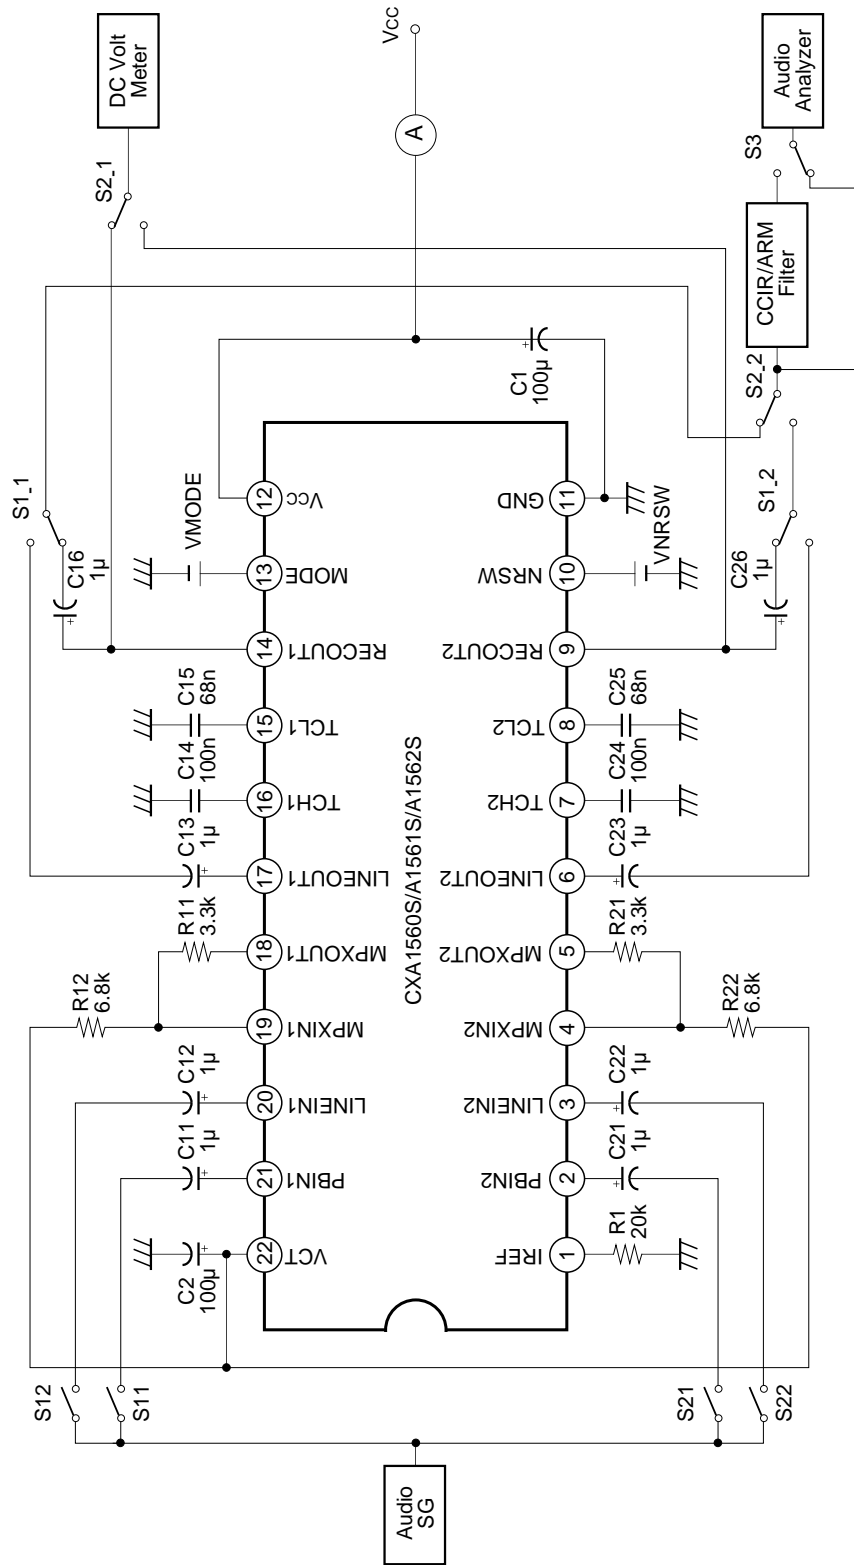 DC Volt
Meter
S2_1
Vcc
A
Audio
Analyzer
S3
CCIR/ARM
Filter
S2_2
S1_1
C16
1µ
C1
100µ
S1_2
C26
1µ
VMODE
VNRSW
12
Vcc
GND
11
13
MODE
NRSW
10
14
RECOUT1
RECOUT2
9
C15
68n
15
TCL1
TCL2
8
C25
68n
C14
100n
16
TCH1
TCH2
7
C24
100n
C13
1µ
17
LINEOUT1
LINEOUT2
6
C23
1µ
CXA1560S/A1561S/A1562S
R11
3.3k
18
MPXOUT1
MPXOUT2
5
R21
3.3k
R12
6.8k
19
MPXIN1
MPXIN2
4
R22
6.8k
C12
1µ
20
LINEIN1
LINEIN2
3
C22
1µ
C11
1µ
21
PBIN1
PBIN2
2
C21
1µ
C2
100µ
22
VCT
IREF
1
R1
20k
S12
S11
S21
S22
Audio
SG